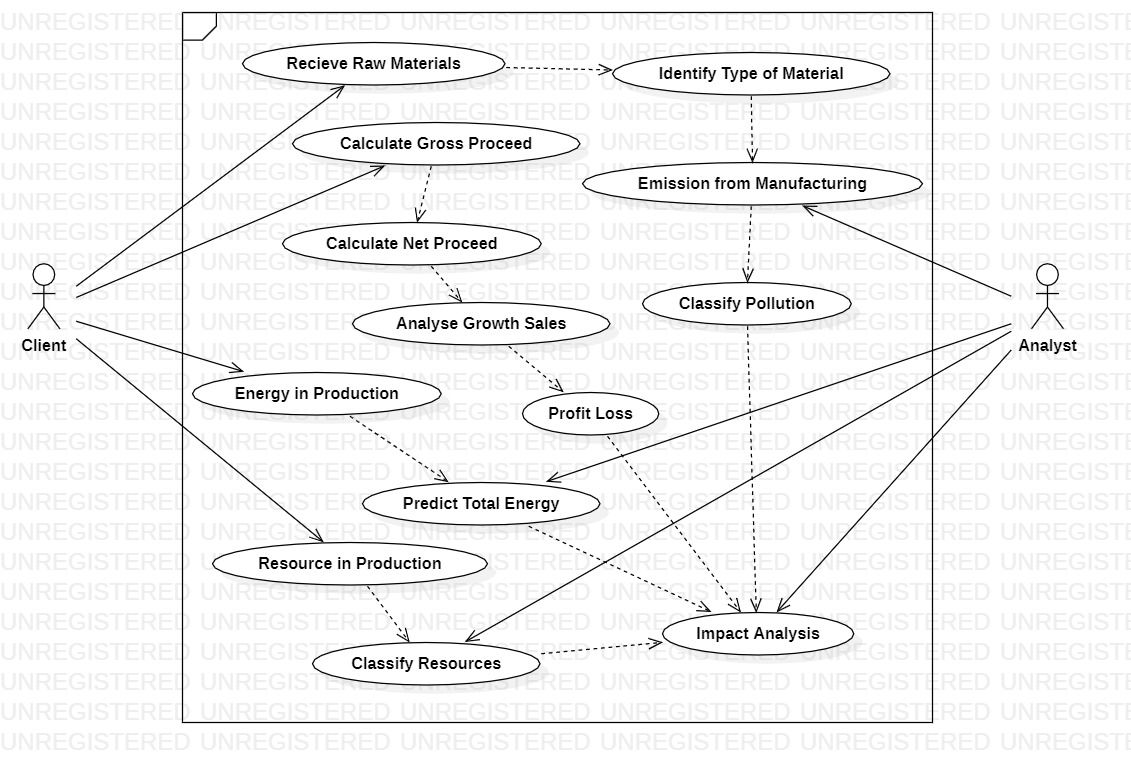 Recieve Raw Materials
Identify Type of Material
Calculate Gross Proceed
Emission from Manufacturing
Calculate Net Proceed
Classify Pollution
Analyse Growth Sales
Client
Analyst
Energy in Production
Profit Loss
Predict Total Energy
Resource in Production
Impact Analysis
Classify Resources
UNREGISTERED